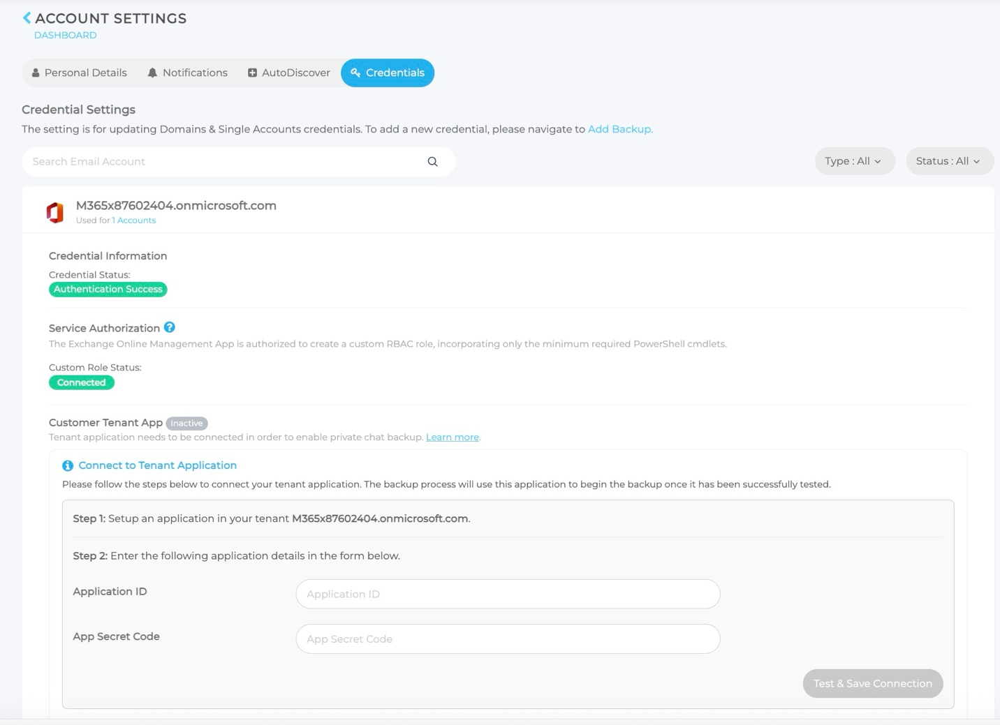 ACCOUNT SETTINGS
DASHBOARD
Personal Details Notifications AutoDiscover Credentials
Credential Settings
The setting is for updating Domains & Single Accounts credentials. To add a new credential, please navigate to Add Backup.
Search Email Account Type : All Status : All
M365x87602404.onmicrosoft.com
Used for 1 Accounts
Credential Information
Credential Status:
Authentication Success
Service Authorization ?
The Exchange Online Management App is authorized to create a custom RBAC role, incorporating only the minimum required PowerShell cmdlets.
Custom Role Status:
Connected
Customer Tenant App Inactive
Tenant application needs to be connected in order to enable private chat backup. Learn more.
Connect to Tenant Application
Please follow the steps below to connect your tenant application. The backup process will use this application to begin the backup once it has been successfully tested.
Step 1: Setup an application in your tenant M365x87602404.onmicrosoft.com.
Step 2: Enter the following application details in the form below.
Application ID Application ID
App Secret Code App Secret Code
Test & Save Connection